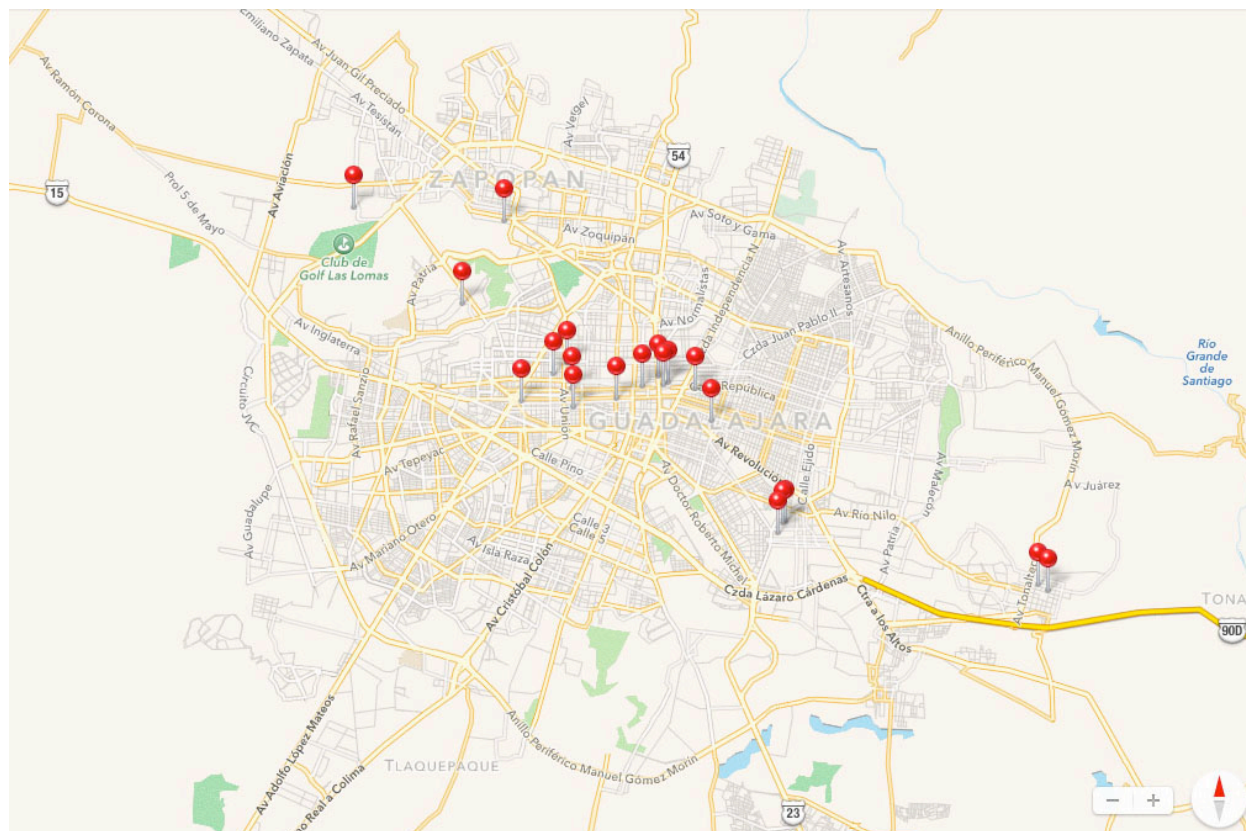 Emiliano Zapata
Av Juan Gil Preciado
Av Ramón Corona
Av Tesistán
Av Verge
54
Av Aviación
ZAPOPAN
15
Prol 5 de Mayo
Av Soto y Gama
Av Zoquipán
Club de
Golf Las Lomas
Av Patria
Av Normalistas
Czda Independencia N
Av Artesanos
Av Inglaterra
Czda Juan Pablo II
Anillo Periférico Manuel Gómez Morín
Río
Grande
de
Santiago
Circuito JVC
Av Rafael Sanzio
Av Unión
República
GUADALAJARA
Av Tepeyac
Calle Pino
Av Revolución
Calle Ejido
Av Malecón
Av Juárez
Av Guadalupe
Av Doctor Roberto Michel
Av Río Nilo
Av Mariano Otero
Calle 3
Calle 5
Av Isla Raza
Av Patria
Av Cristóbal Colón
Czda Lázaro Cárdenas
Ctra a los Altos
Av Tonalte
TONA
90D
Av Adolfo López Mateos
Anillo Periférico Manuel Gómez Morín
TLAQUEPAQUE
no Real a Colima
23